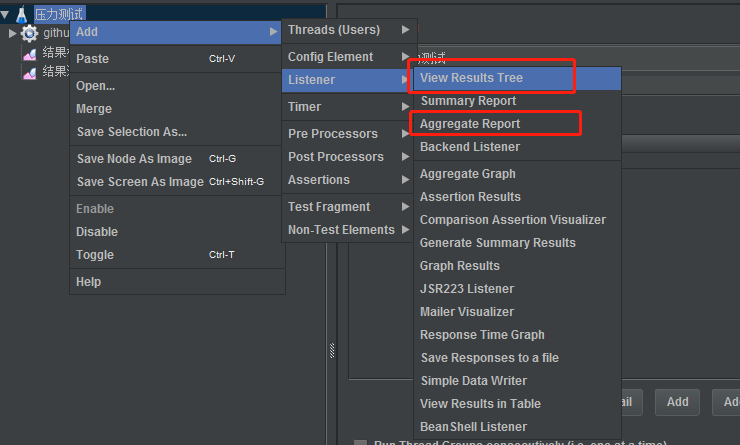 压力测试
githu
结果
结果
Add
Paste Ctrl-V
Open...
Merge
Save Selection As...
Save Node As Image Ctrl-G
Save Screen As Image Ctrl+Shift-G
Enable
Disable
Toggle Ctrl-T
Help
Threads (Users)
Config Element
Listener
Timer
Pre Processors
Post Processors
Assertions
Test Fragment
Non-Test Elements
测试
View Results Tree
Summary Report
Aggregate Report
Backend Listener
Aggregate Graph
Assertion Results
Comparison Assertion Visualizer
Generate Summary Results
Graph Results
JSR223 Listener
Mailer Visualizer
Response Time Graph
Save Responses to a file
Simple Data Writer
View Results in Table
BeanShell Listener
ail
Add
Ad
Run Thread Groups consecutively (i.e. one at a time)